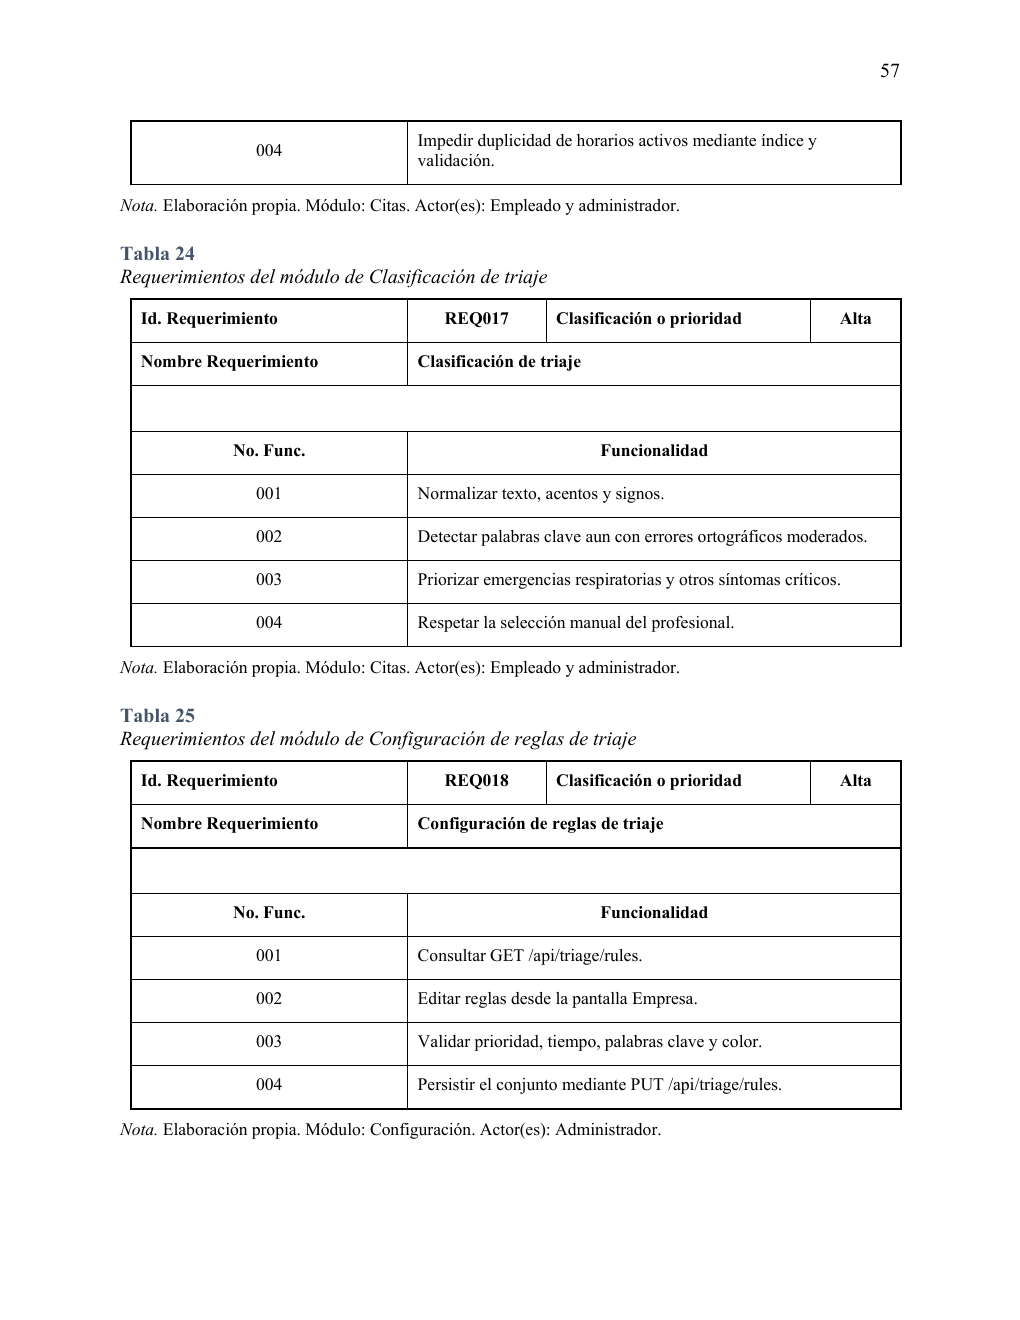 57
004
Impedir duplicidad de horarios activos mediante índice y
validación.
Nota. Elaboración propia. Módulo: Citas. Actor(es): Empleado y administrador.
Tabla 24
Requerimientos del módulo de Clasificación de triaje
Id. Requerimiento REQ017 Clasificación o prioridad Alta
Nombre Requerimiento Clasificación de triaje
No. Func. Funcionalidad
001 Normalizar texto, acentos y signos.
002 Detectar palabras clave aun con errores ortográficos moderados.
003 Priorizar emergencias respiratorias y otros síntomas críticos.
004 Respetar la selección manual del profesional.
Nota. Elaboración propia. Módulo: Citas. Actor(es): Empleado y administrador.
Tabla 25
Requerimientos del módulo de Configuración de reglas de triaje
Id. Requerimiento REQ018 Clasificación o prioridad Alta
Nombre Requerimiento Configuración de reglas de triaje
No. Func. Funcionalidad
001 Consultar GET /api/triage/rules.
002 Editar reglas desde la pantalla Empresa.
003 Validar prioridad, tiempo, palabras clave y color.
004 Persistir el conjunto mediante PUT /api/triage/rules.
Nota. Elaboración propia. Módulo: Configuración. Actor(es): Administrador.